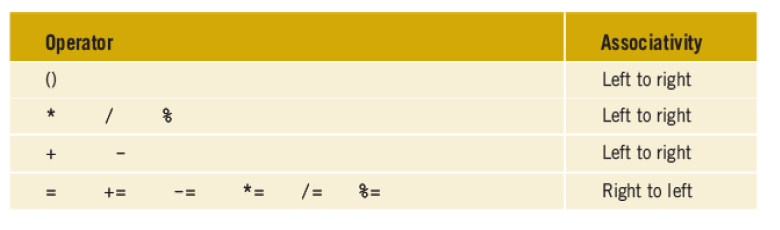 Operator Associativity
() Left to right
* / % Left to right
+ - Left to right
= += -= *= /= %= Right to left